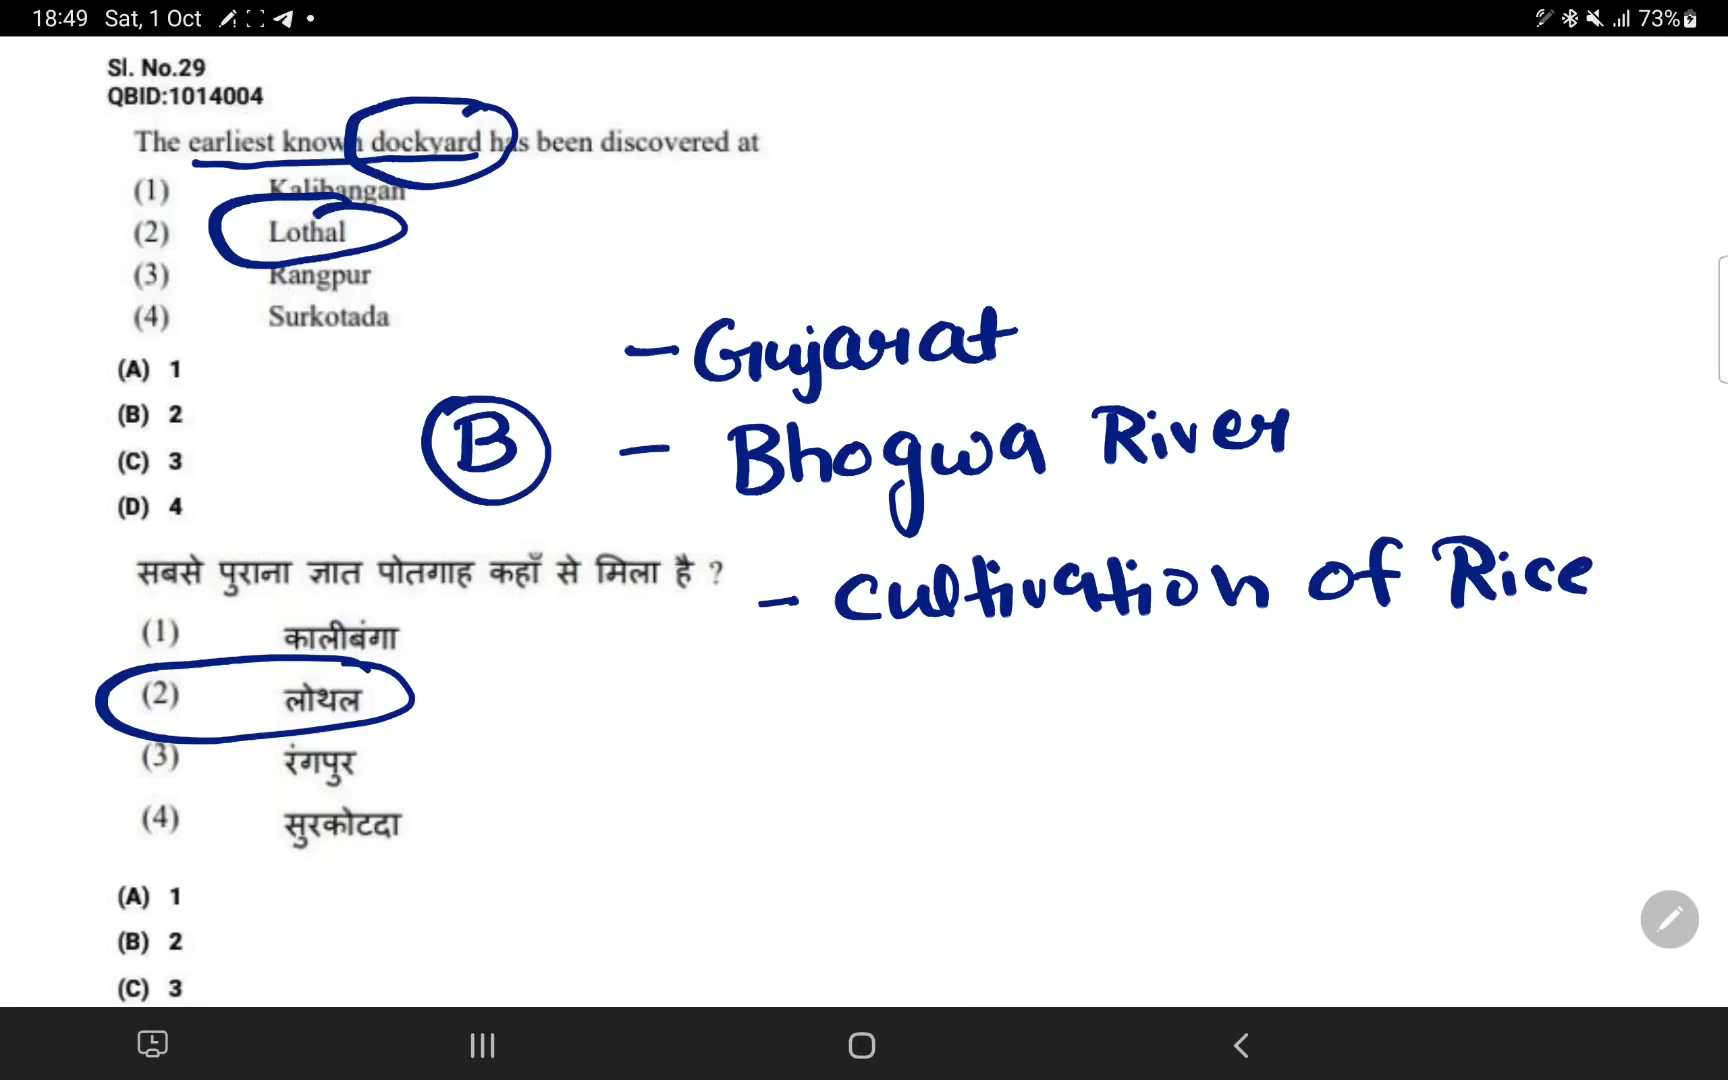 18:49 Sat, 1 Oct
73%
Sl. No.29
QBID:1014004
The earliest known dockyard has been discovered at
(1) Kalibangan
(2) Lothal
(3) Rangpur
(4) Surkotada
- Gujarat
(A) 1
(B) 2
B - Bhogwa River
(C) 3
(D) 4
सबसे पुराना ज्ञात पोतगाह कहाँ से मिला है ?
- Cultivation of Rice
(1) कालीबंगा
(2) लोथल
(3) रंगपुर
(4) सुरकोटदा
(A) 1
(B) 2
(C) 3